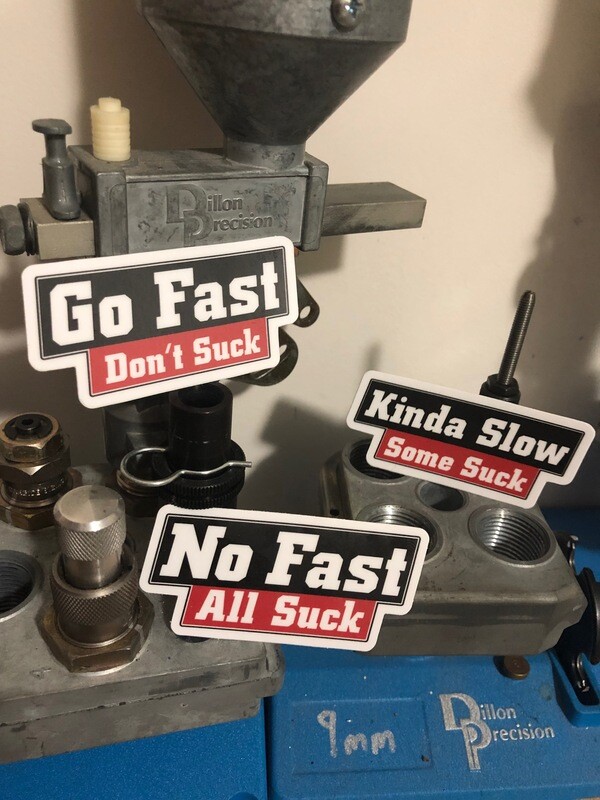 Dillon
Precision
Go Fast
Don't Suck
Kinda Slow
Some Suck
No Fast
All Suck
9mm
Dillon
Precision